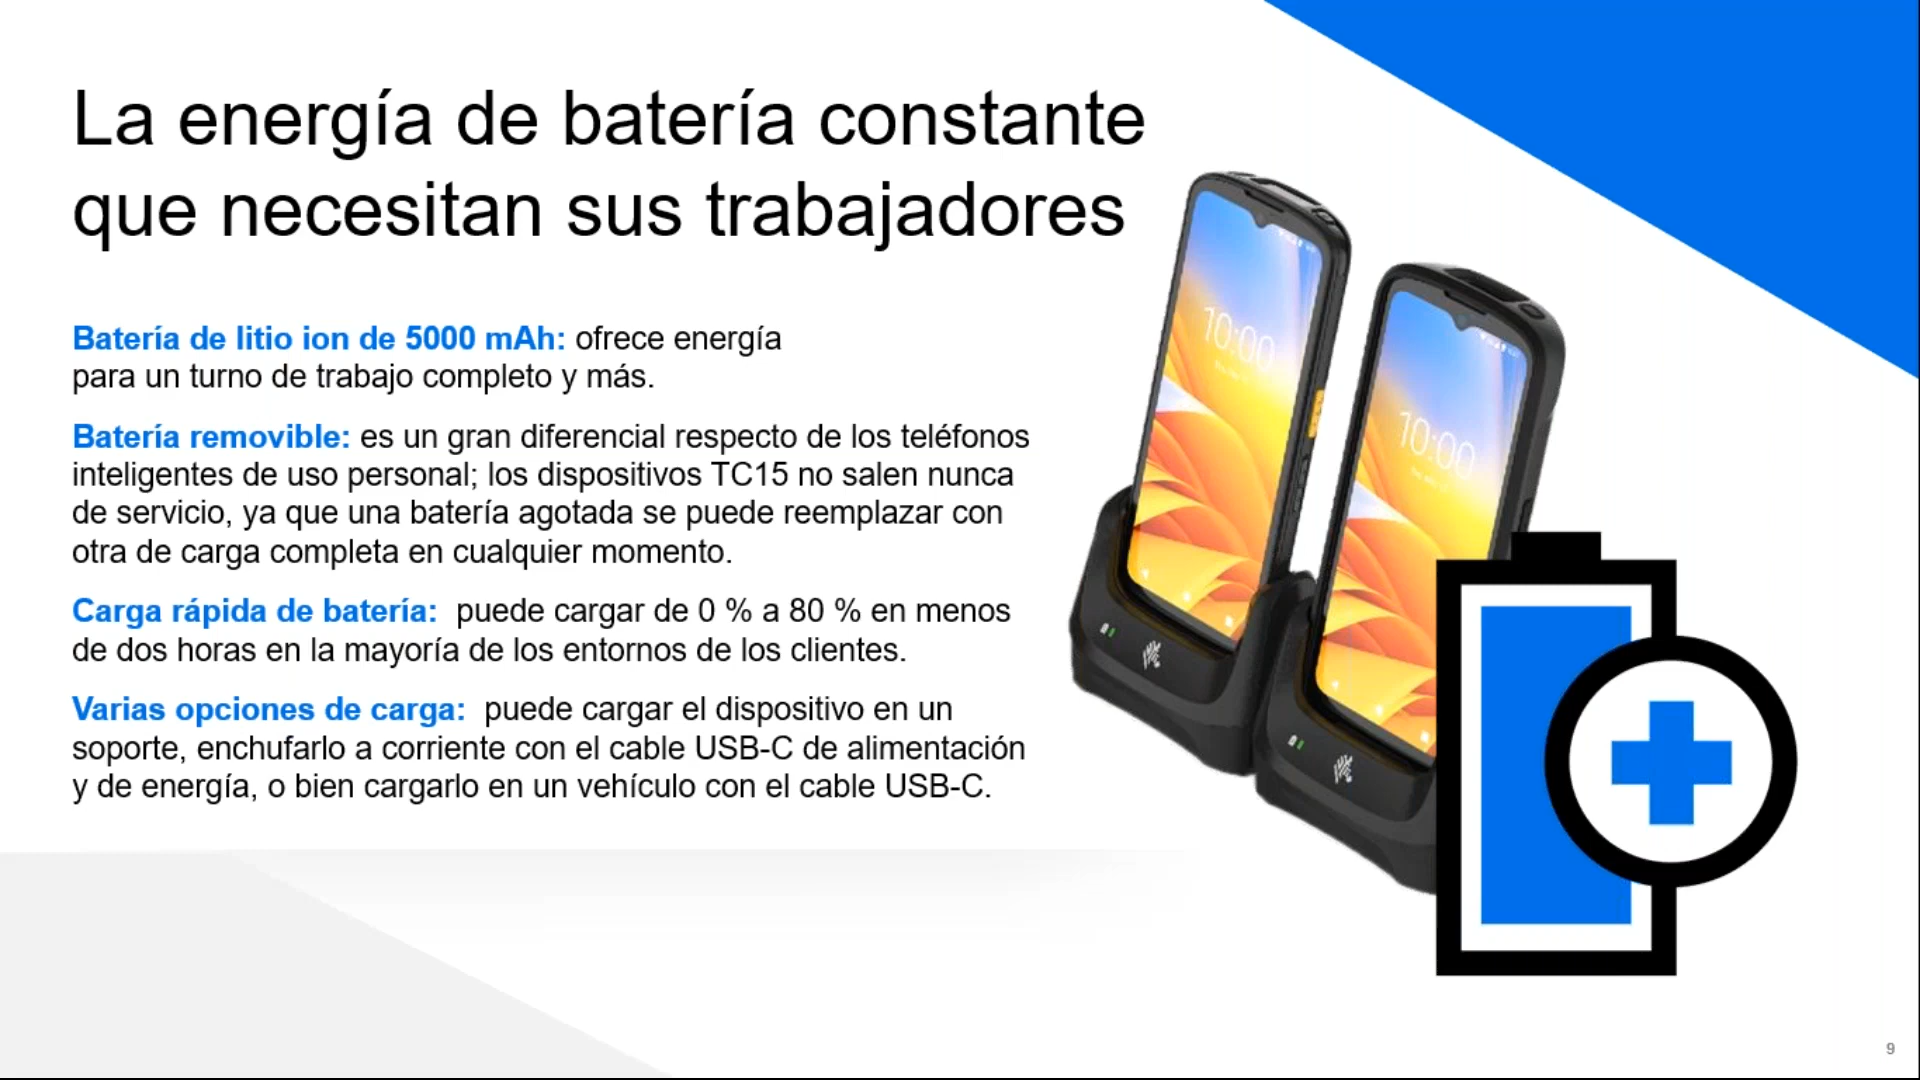 La energía de batería constante
que necesitan sus trabajadores
Batería de litio ion de 5000 mAh: ofrece energía
para un turno de trabajo completo y más.
Batería removible: es un gran diferencial respecto de los teléfonos
inteligentes de uso personal; los dispositivos TC15 no salen nunca
de servicio, ya que una batería agotada se puede reemplazar con
otra de carga completa en cualquier momento.
Carga rápida de batería: puede cargar de 0 % a 80 % en menos
de dos horas en la mayoría de los entornos de los clientes.
Varias opciones de carga: puede cargar el dispositivo en un
soporte, enchufarlo a corriente con el cable USB-C de alimentación
y de energía, o bien cargarlo en un vehículo con el cable USB-C.
10:00
10:00
9